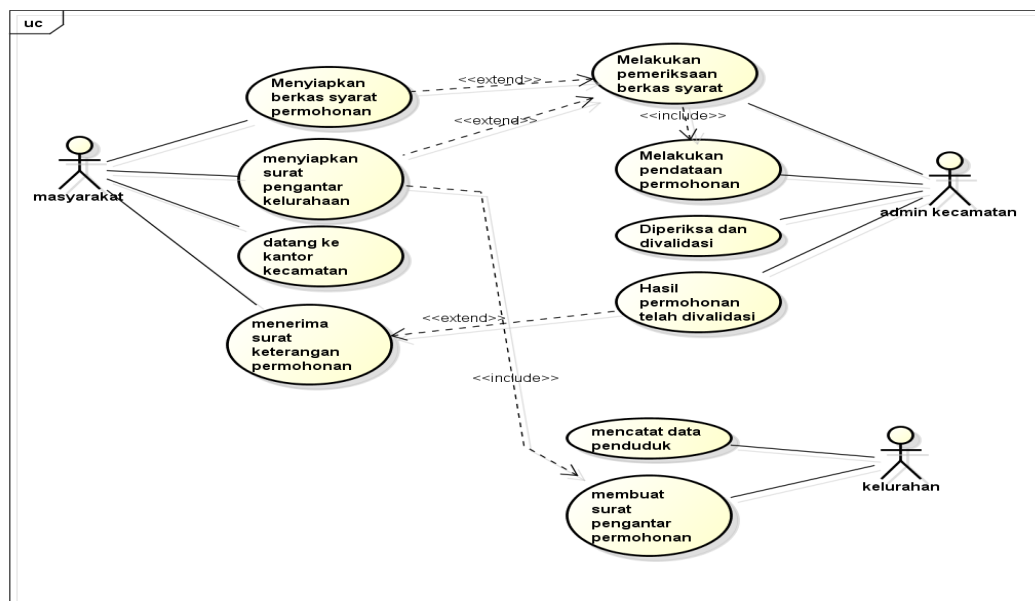 uc
Menyiapkan
berkas syarat
permohonan
<<extend>>
Melakukan
pemeriksaan
berkas syarat
<<extend>>
<<include>>
masyarakat
menyiapkan
surat
pengantar
kelurahaan
Melakukan
pendataan
permohonan
admin kecamatan
datang ke
kantor
kecamatan
Diperiksa dan
divalidasi
menerima
surat
keterangan
permohonan
<<extend>>
Hasil
permohonan
telah divalidasi
<<include>>
mencatat data
penduduk
kelurahan
membuat
surat
pengantar
permohonan